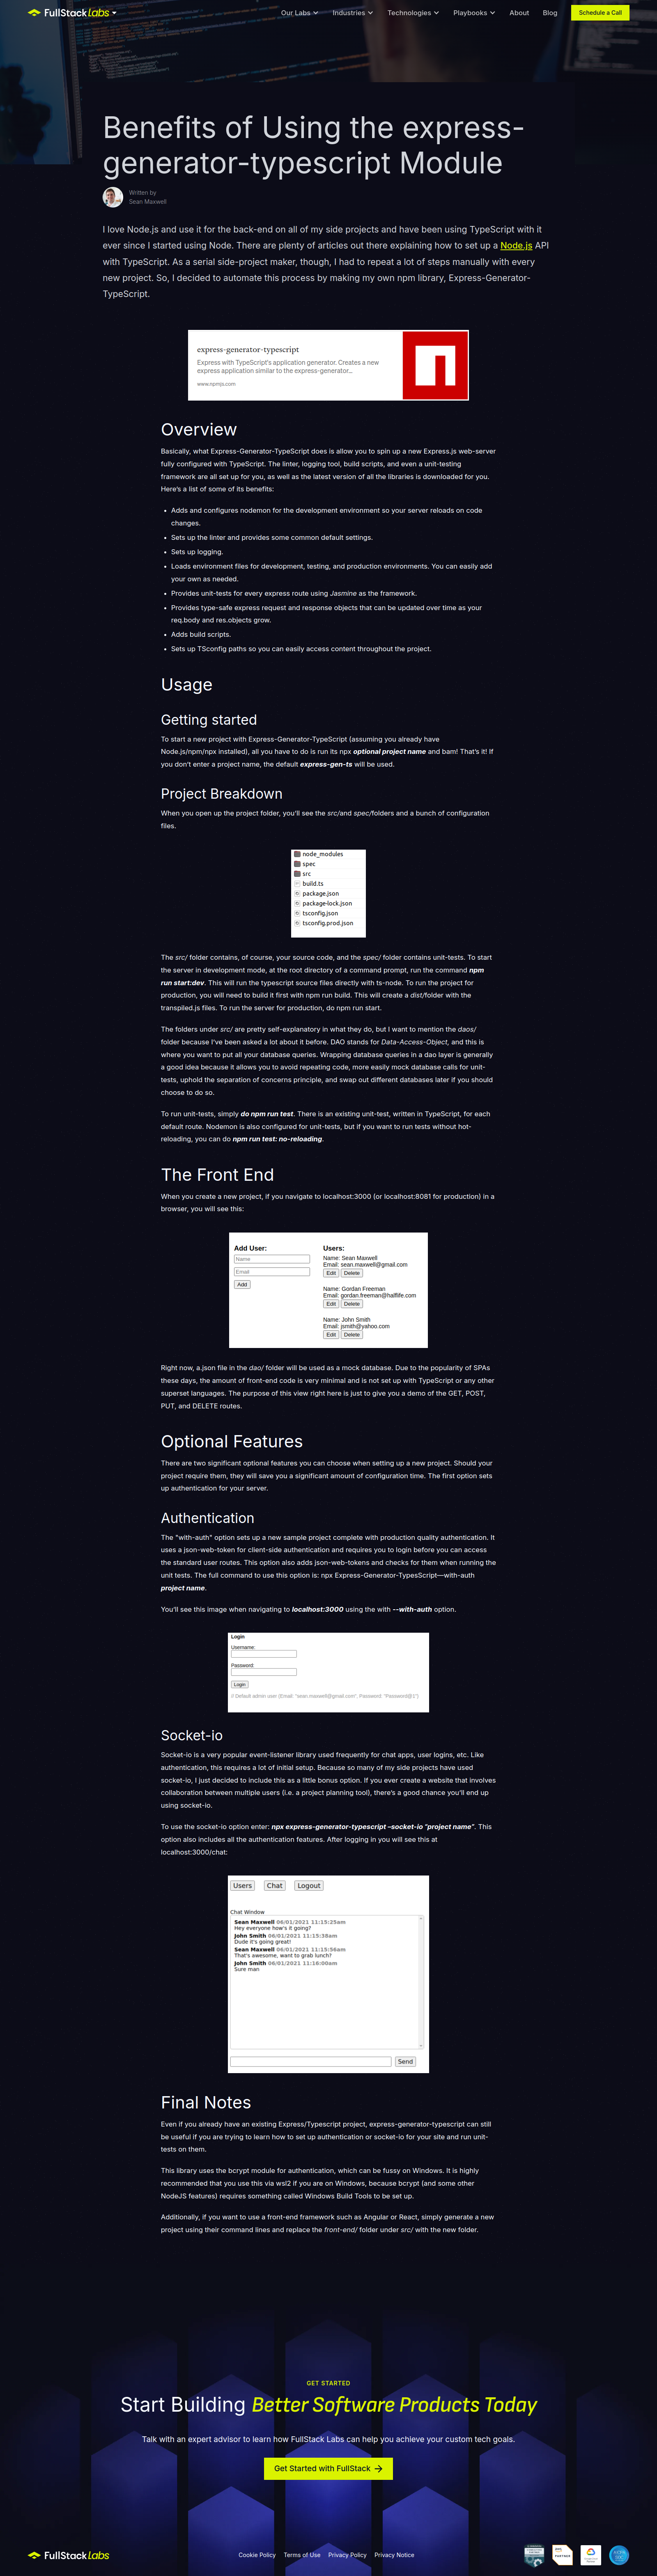 FullStack Labs
Our Labs
Industries
Technologies
Playbooks
About
Blog
Schedule a Call
Benefits of Using the express-
generator-typescript Module
Written by
Sean Maxwell
I love Node.js and use it for the back-end on all of my side projects and have been using TypeScript with it
ever since I started using Node. There are plenty of articles out there explaining how to set up a Node.js API
with TypeScript. As a serial side-project maker, though, I had to repeat a lot of steps manually with every
new project. So, I decided to automate this process by making my own npm library, Express-Generator-
TypeScript.
express-generator-typescript
Express with TypeScript's application generator. Creates a new
express application similar to the express-generator...
www.npmjs.com
Overview
Basically, what Express-Generator-TypeScript does is allow you to spin up a new Express.js web-server
fully configured with TypeScript. The linter, logging tool, build scripts, and even a unit-testing
framework are all set up for you, as well as the latest version of all the libraries is downloaded for you.
Here's a list of some of its benefits:
• Adds and configures nodemon for the development environment so your server reloads on code
changes.
• Sets up the linter and provides some common default settings.
• Sets up logging.
• Loads environment files for development, testing, and production environments. You can easily add
your own as needed.
• Provides unit-tests for every express route using Jasmine as the framework.
• Provides type-safe express request and response objects that can be updated over time as your
req.body and res.objects grow.
• Adds build scripts.
• Sets up TSconfig paths so you can easily access content throughout the project.
Usage
Getting started
To start a new project with Express-Generator-TypeScript (assuming you already have
Node.js/npm/npx installed), all you have to do is run its npx optional project name and bam! That's it! If
you don't enter a project name, the default express-gen-ts will be used.
Project Breakdown
When you open up the project folder, you'll see the src/and spec/folders and a bunch of configuration
files.
node_modules
spec
src
build.ts
package.json
package-lock.json
tsconfig.json
tsconfig.prod.json
The src/ folder contains, of course, your source code, and the spec/ folder contains unit-tests. To start
the server in development mode, at the root directory of a command prompt, run the command npm
run start:dev. This will run the typescript source files directly with ts-node. To run the project for
production, you will need to build it first with npm run build. This will create a dist/folder with the
transpiled.js files. To run the server for production, do npm run start.
The folders under src/ are pretty self-explanatory in what they do, but I want to mention the daos/
folder because I've been asked a lot about it before. DAO stands for Data-Access-Object, and this is
where you want to put all your database queries. Wrapping database queries in a dao layer is generally
a good idea because it allows you to avoid repeating code, more easily mock database calls for unit-
tests, uphold the separation of concerns principle, and swap out different databases later if you should
choose to do so.
To run unit-tests, simply do npm run test. There is an existing unit-test, written in TypeScript, for each
default route. Nodemon is also configured for unit-tests, but if you want to run tests without hot-
reloading, you can do npm run test: no-reloading.
The Front End
When you create a new project, if you navigate to localhost:3000 (or localhost:8081 for production) in a
browser, you will see this:
Add User:
Name
Email
Add
Users:
Name: Sean Maxwell
Email: sean.maxwell@gmail.com
Edit Delete
Name: Gordan Freeman
Email: gordan.freeman@halflife.com
Edit Delete
Name: John Smith
Email: jsmith@yahoo.com
Edit Delete
Right now, a.json file in the dao/ folder will be used as a mock database. Due to the popularity of SPAs
these days, the amount of front-end code is very minimal and is not set up with TypeScript or any other
superset languages. The purpose of this view right here is just to give you a demo of the GET, POST,
PUT, and DELETE routes.
Optional Features
There are two significant optional features you can choose when setting up a new project. Should your
project require them, they will save you a significant amount of configuration time. The first option sets
up authentication for your server.
Authentication
The "with-auth" option sets up a new sample project complete with production quality authentication. It
uses a json-web-token for client-side authentication and requires you to login before you can access
the standard user routes. This option also adds json-web-tokens and checks for them when running the
unit tests. The full command to use this option is: npx Express-Generator-TypesScript—with-auth
project name.
You'll see this image when navigating to localhost:3000 using the with --with-auth option.
Login
Username:
Password:
Login
// Default admin user (Email: "sean.maxwell@gmail.com", Password: "Password@1")
Socket-io
Socket-io is a very popular event-listener library used frequently for chat apps, user logins, etc. Like
authentication, this requires a lot of initial setup. Because so many of my side projects have used
socket-io, I just decided to include this as a little bonus option. If you ever create a website that involves
collaboration between multiple users (i.e. a project planning tool), there's a good chance you'll end up
using socket-io.
To use the socket-io option enter: npx express-generator-typescript –socket-io "project name". This
option also includes all the authentication features. After logging in you will see this at
localhost:3000/chat:
Users Chat Logout
Chat Window
Sean Maxwell 06/01/2021 11:15:25am
Hey everyone how's it going?
John Smith 06/01/2021 11:15:38am
Dude it's going great!
Sean Maxwell 06/01/2021 11:15:56am
That's awesome, want to grab lunch?
John Smith 06/01/2021 11:16:00am
Sure man
Send
Final Notes
Even if you already have an existing Express/Typescript project, express-generator-typescript can still
be useful if you are trying to learn how to set up authentication or socket-io for your site and run unit-
tests on them.
This library uses the bcrypt module for authentication, which can be fussy on Windows. It is highly
recommended that you use this via wsl2 if you are on Windows, because bcrypt (and some other
NodeJS features) requires something called Windows Build Tools to be set up.
Additionally, if you want to use a front-end framework such as Angular or React, simply generate a new
project using their command lines and replace the front-end/ folder under src/ with the new folder.
GET STARTED
Start Building Better Software Products Today
Talk with an expert advisor to learn how FullStack Labs can help you achieve your custom tech goals.
Get Started with FullStack
FullStack Labs
Cookie Policy
Terms of Use
Privacy Policy
Privacy Notice